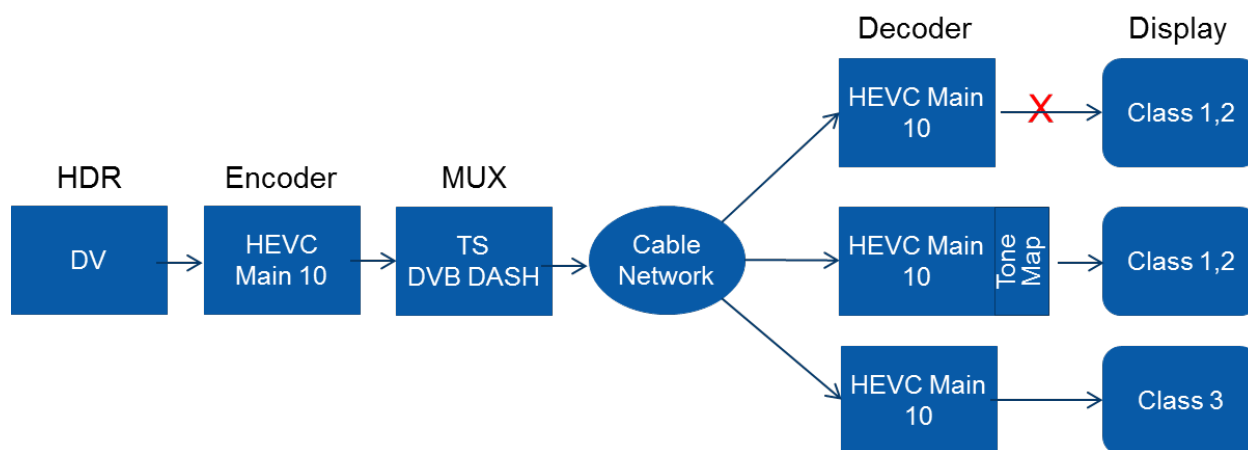 Decoder
Display
HEVC Main
10
X
Class 1,2
HDR
Encoder
MUX
DV
HEVC
Main 10
TS
DVB DASH
Cable
Network
HEVC Main
10
Tone
Map
Class 1,2
HEVC Main
10
Class 3